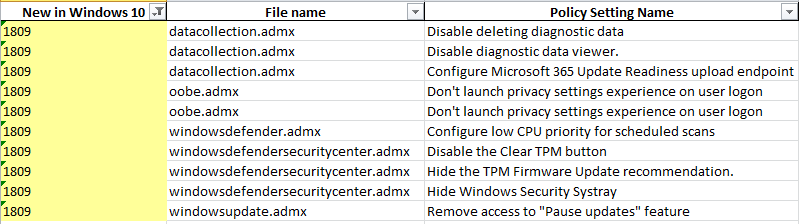 New in Windows 10 File name Policy Setting Name
1809 datacollection.admx Disable deleting diagnostic data
1809 datacollection.admx Disable diagnostic data viewer.
1809 datacollection.admx Configure Microsoft 365 Update Readiness upload endpoint
1809 oobe.admx Don't launch privacy settings experience on user logon
1809 oobe.admx Don't launch privacy settings experience on user logon
1809 windowsdefender.admx Configure low CPU priority for scheduled scans
1809 windowsdefendersecuritycenter.admx Disable the Clear TPM button
1809 windowsdefendersecuritycenter.admx Hide the TPM Firmware Update recommendation.
1809 windowsdefendersecuritycenter.admx Hide Windows Security Systray
1809 windowsupdate.admx Remove access to "Pause updates" feature